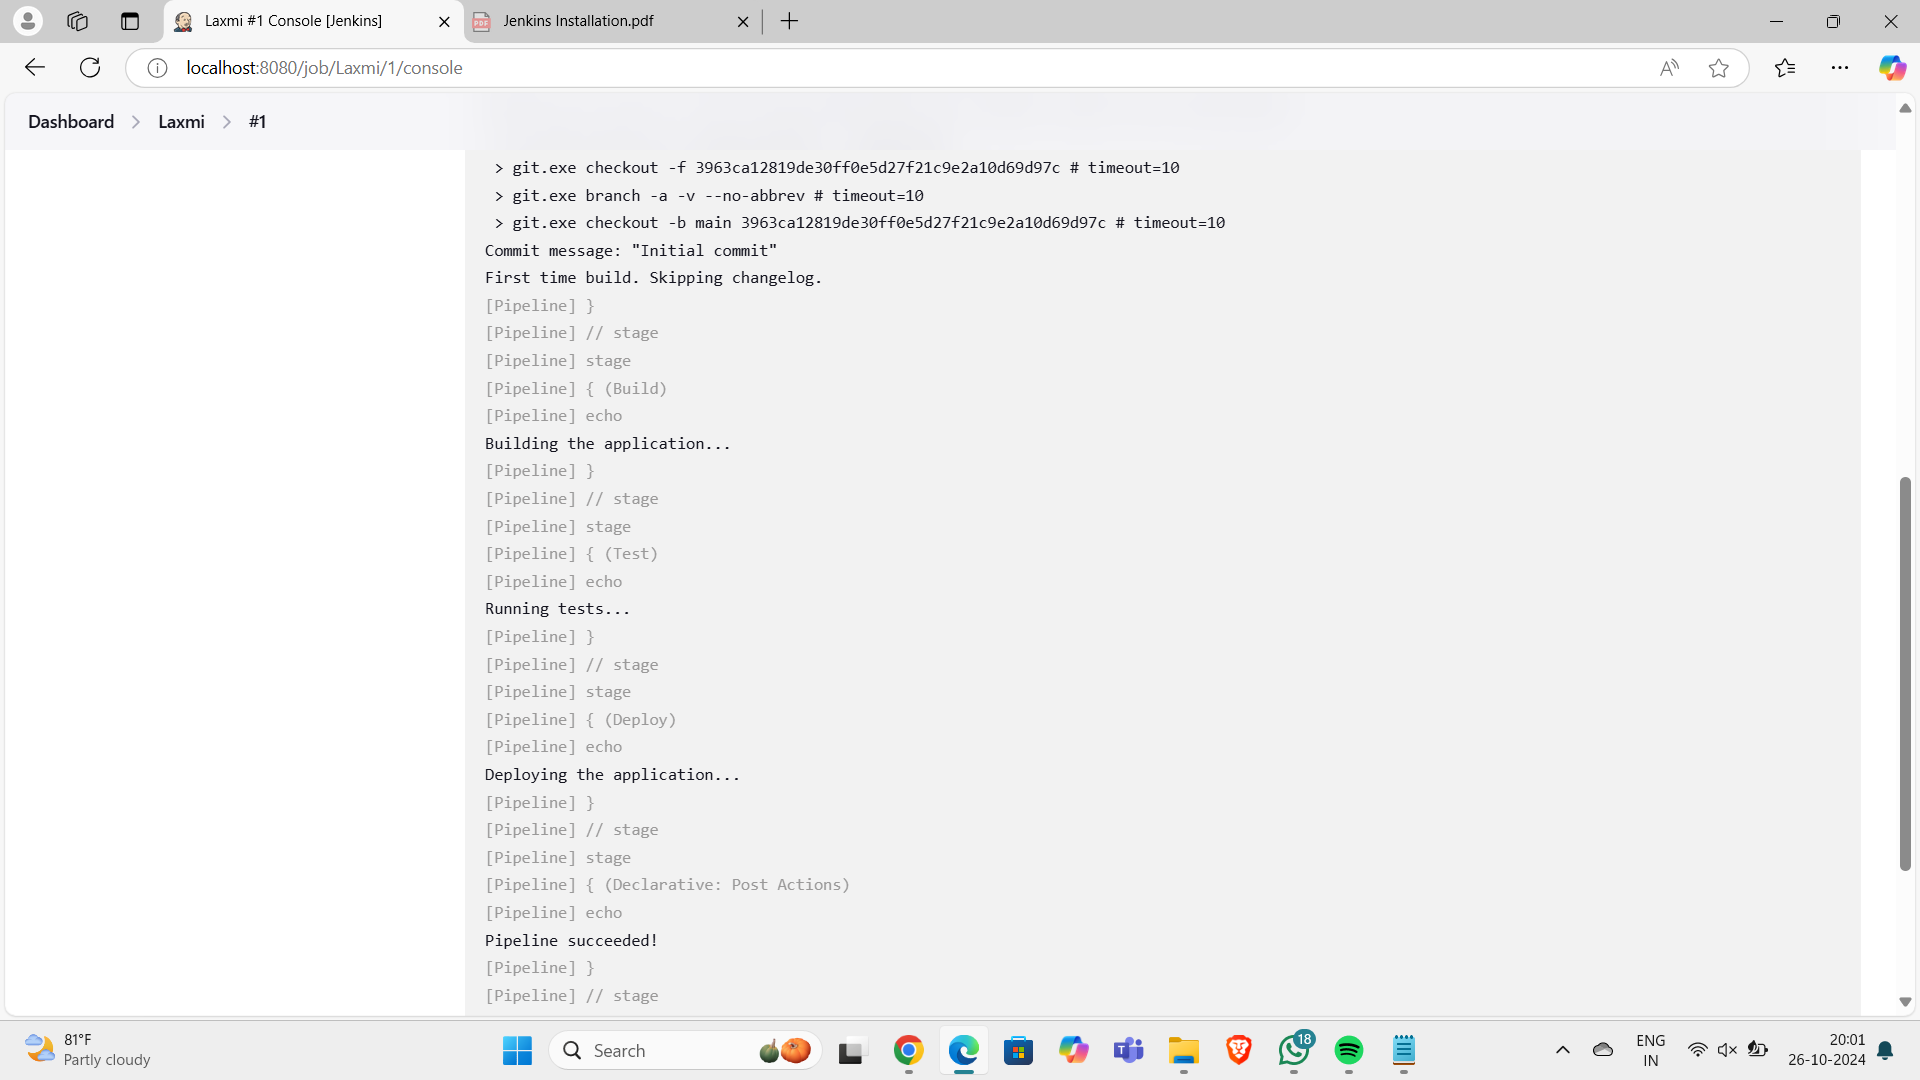 Laxmi #1 Console [Jenkins]
Jenkins Installation.pdf
localhost:8080/job/Laxmi/1/console
Dashboard > Laxmi > #1
> git.exe checkout -f 3963ca12819de30ff0e5d27f21c9e2a10d69d97c # timeout=10
> git.exe branch -a -v --no-abbrev # timeout=10
> git.exe checkout -b main 3963ca12819de30ff0e5d27f21c9e2a10d69d97c # timeout=10
Commit message: "Initial commit"
First time build. Skipping changelog.
[Pipeline] }
[Pipeline] // stage
[Pipeline] stage
[Pipeline] { (Build)
[Pipeline] echo
Building the application...
[Pipeline] }
[Pipeline] // stage
[Pipeline] stage
[Pipeline] { (Test)
[Pipeline] echo
Running tests...
[Pipeline] }
[Pipeline] // stage
[Pipeline] stage
[Pipeline] { (Deploy)
[Pipeline] echo
Deploying the application...
[Pipeline] }
[Pipeline] // stage
[Pipeline] stage
[Pipeline] { (Declarative: Post Actions)
[Pipeline] echo
Pipeline succeeded!
[Pipeline] }
[Pipeline] // stage
81°F
Partly cloudy
Search
18
ENG
IN
20:01
26-10-2024